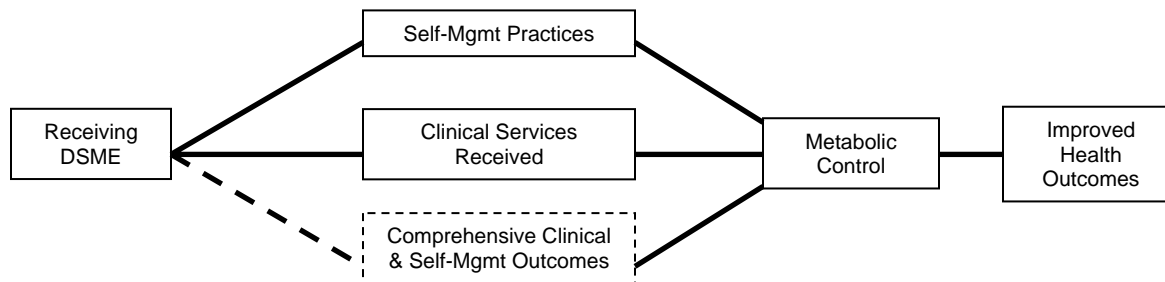 Self-Mgmt Practices
Receiving
DSME
Clinical Services
Received
Metabolic
Control
Improved
Health
Outcomes
Comprehensive Clinical
& Self-Mgmt Outcomes